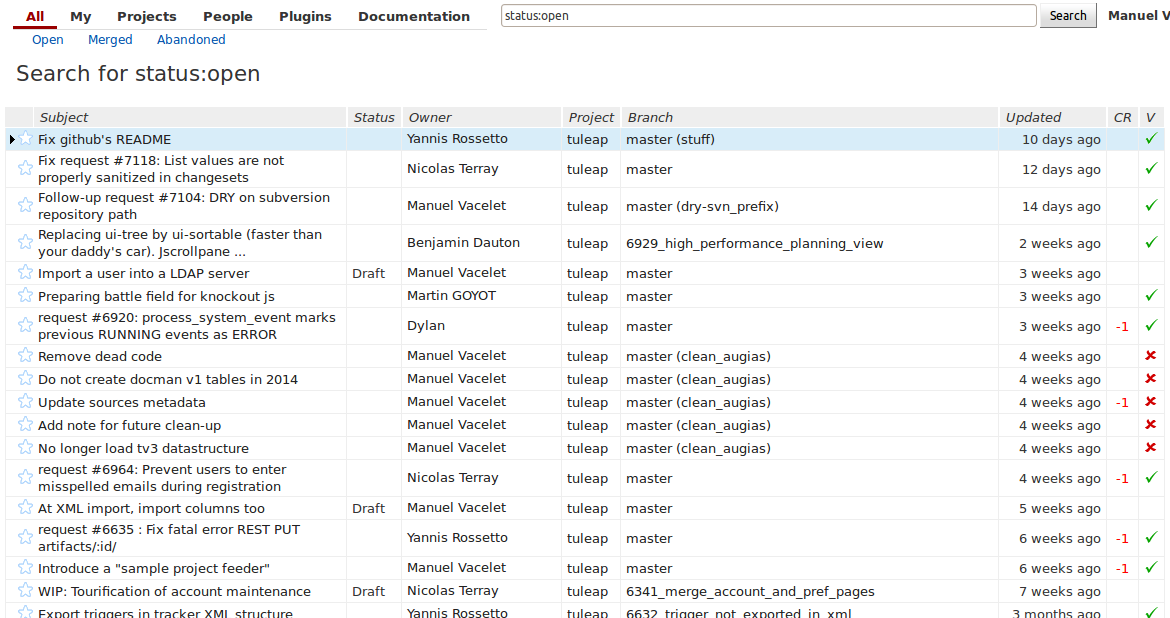 All My Projects People Plugins Documentation status:open Search Manuel V
Open Merged Abandoned
Search for status:open
Subject Status Owner Project Branch Updated CR V
Fix github's README Yannis Rossetto tuleap master (stuff) 10 days ago
Fix request #7118: List values are not
properly sanitized in changesets Nicolas Terray tuleap master 12 days ago
Follow-up request #7104: DRY on subversion
repository path Manuel Vacelet tuleap master (dry-svn_prefix) 14 days ago
Replacing ui-tree by ui-sortable (faster than
your daddy's car). Jscrollpane ... Benjamin Dauton tuleap 6929_high_performance_planning_view 2 weeks ago
Import a user into a LDAP server Draft Manuel Vacelet tuleap master 3 weeks ago
Preparing battle field for knockout js Martin GOYOT tuleap master 3 weeks ago
request #6920: process_system_event marks
previous RUNNING events as ERROR Dylan tuleap master 3 weeks ago -1
Remove dead code Manuel Vacelet tuleap master (clean_augias) 4 weeks ago
Do not create docman v1 tables in 2014 Manuel Vacelet tuleap master (clean_augias) 4 weeks ago
Update sources metadata Manuel Vacelet tuleap master (clean_augias) 4 weeks ago -1
Add note for future clean-up Manuel Vacelet tuleap master (clean_augias) 4 weeks ago
No longer load tv3 datastructure Manuel Vacelet tuleap master (clean_augias) 4 weeks ago
request #6964: Prevent users to enter
misspelled emails during registration Nicolas Terray tuleap master 4 weeks ago -1
At XML import, import columns too Draft Manuel Vacelet tuleap master 5 weeks ago
request #6635 : Fix fatal error REST PUT
artifacts/:id/ Yannis Rossetto tuleap master 6 weeks ago -1
Introduce a "sample project feeder" Manuel Vacelet tuleap master 6 weeks ago -1
WIP: Tourification of account maintenance Draft Nicolas Terray tuleap 6341_merge_account_and_pref_pages 7 weeks ago
Export triggers in tracker XML structure Yannis Rossetto tuleap 6632_trigger_not_exported_in_xml 3 months ago